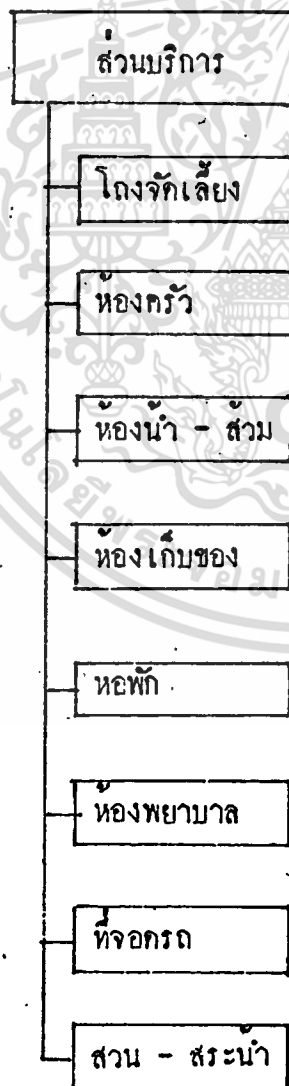 ส่วนบริการ
โถงจัดเลี้ยง
ห้องครัว
ห้องน้ำ - ส้วม
ห้องเก็บของ
หอพัก
ห้องพยาบาล
ที่จอดรถ
สวน - สระน้ำ